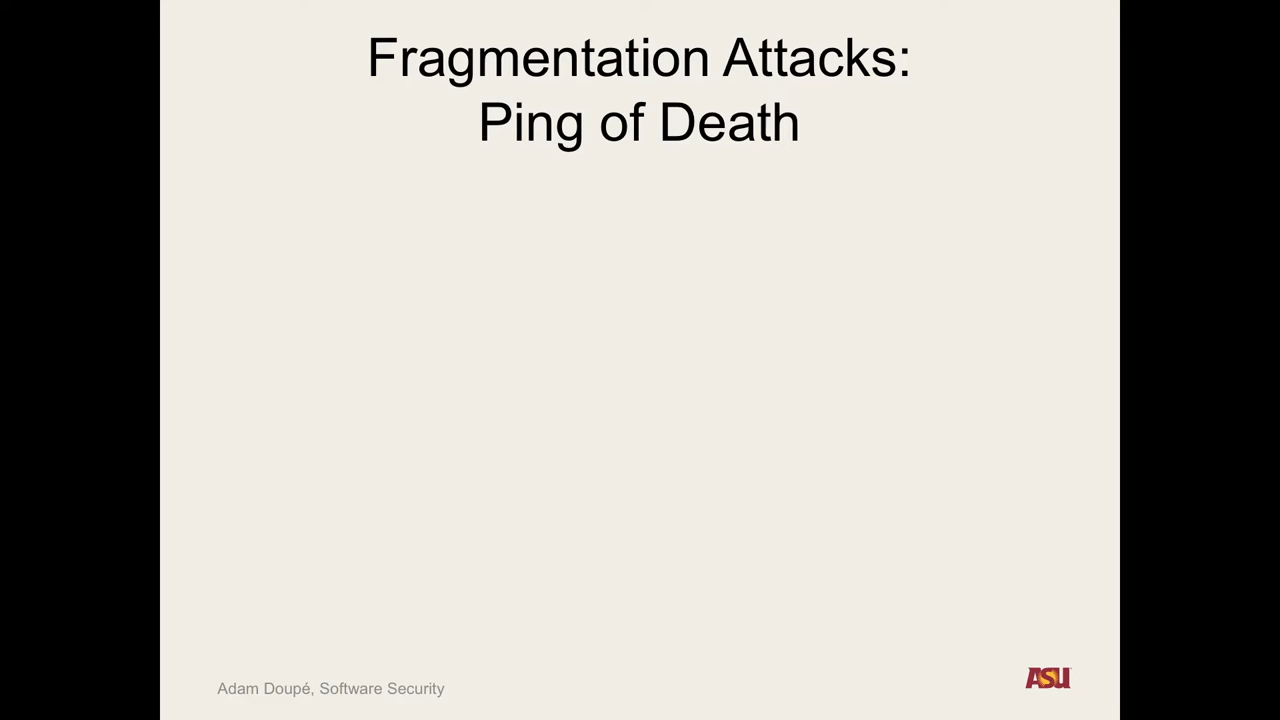 Fragmentation Attacks:
Ping of Death
Adam Doupé, Software Security
ASU